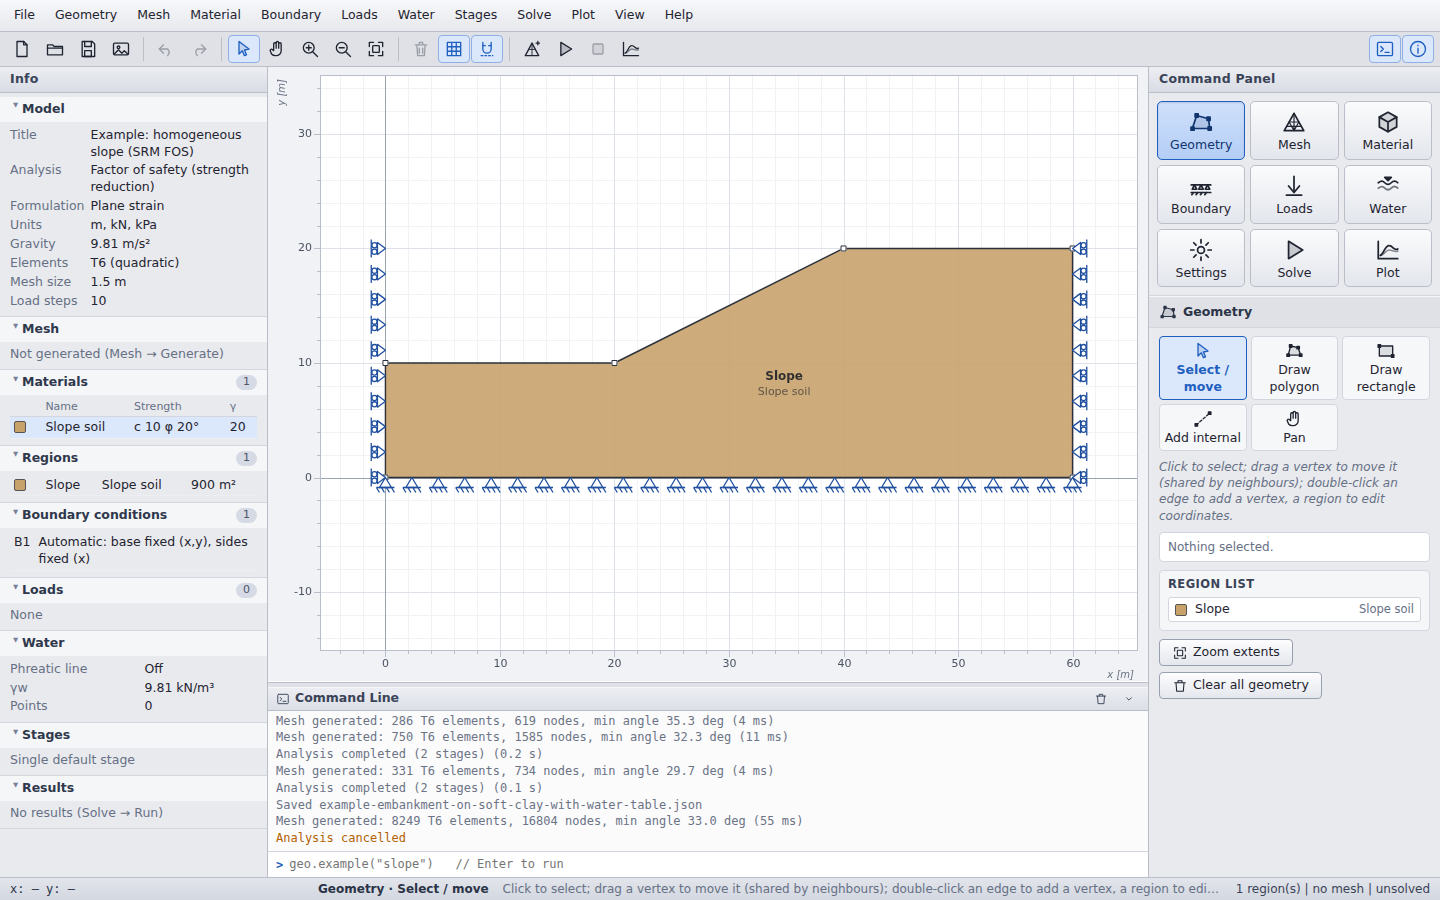 File Geometry Mesh Material Boundary Loads Water Stages Solve Plot View Help
Info
Model
Title Example: homogeneous
slope (SRM FOS)
Analysis Factor of safety (strength
reduction)
Formulation Plane strain
Units m, kN, kPa
Gravity 9.81 m/s²
Elements T6 (quadratic)
Mesh size 1.5 m
Load steps 10
Mesh
Not generated (Mesh → Generate)
Materials 1
Name Strength γ
Slope soil c 10 φ 20° 20
Regions 1
Slope Slope soil 900 m²
Boundary conditions 1
B1 Automatic: base fixed (x,y), sides
fixed (x)
Loads 0
None
Water
Phreatic line Off
γw 9.81 kN/m³
Points 0
Stages
Single default stage
Results
No results (Solve → Run)
y [m]
30
20
10
0
-10
Slope
Slope soil
0 10 20 30 40 50 60
x [m]
Command Line
Mesh generated: 286 T6 elements, 619 nodes, min angle 35.3 deg (4 ms)
Mesh generated: 750 T6 elements, 1585 nodes, min angle 32.3 deg (11 ms)
Analysis completed (2 stages) (0.2 s)
Mesh generated: 331 T6 elements, 734 nodes, min angle 29.7 deg (4 ms)
Analysis completed (2 stages) (0.1 s)
Saved example-embankment-on-soft-clay-with-water-table.json
Mesh generated: 8249 T6 elements, 16804 nodes, min angle 33.0 deg (55 ms)
Analysis cancelled
> geo.example("slope") // Enter to run
Command Panel
Geometry Mesh Material
Boundary Loads Water
Settings Solve Plot
Geometry
Select / move
Draw polygon
Draw rectangle
Add internal Pan
Click to select; drag a vertex to move it
(shared by neighbours); double-click an
edge to add a vertex, a region to edit
coordinates.
Nothing selected.
REGION LIST
Slope Slope soil
Zoom extents
Clear all geometry
x: — y: — Geometry · Select / move Click to select; drag a vertex to move it (shared by neighbours); double-click an edge to add a vertex, a region to edi… 1 region(s) | no mesh | unsolved